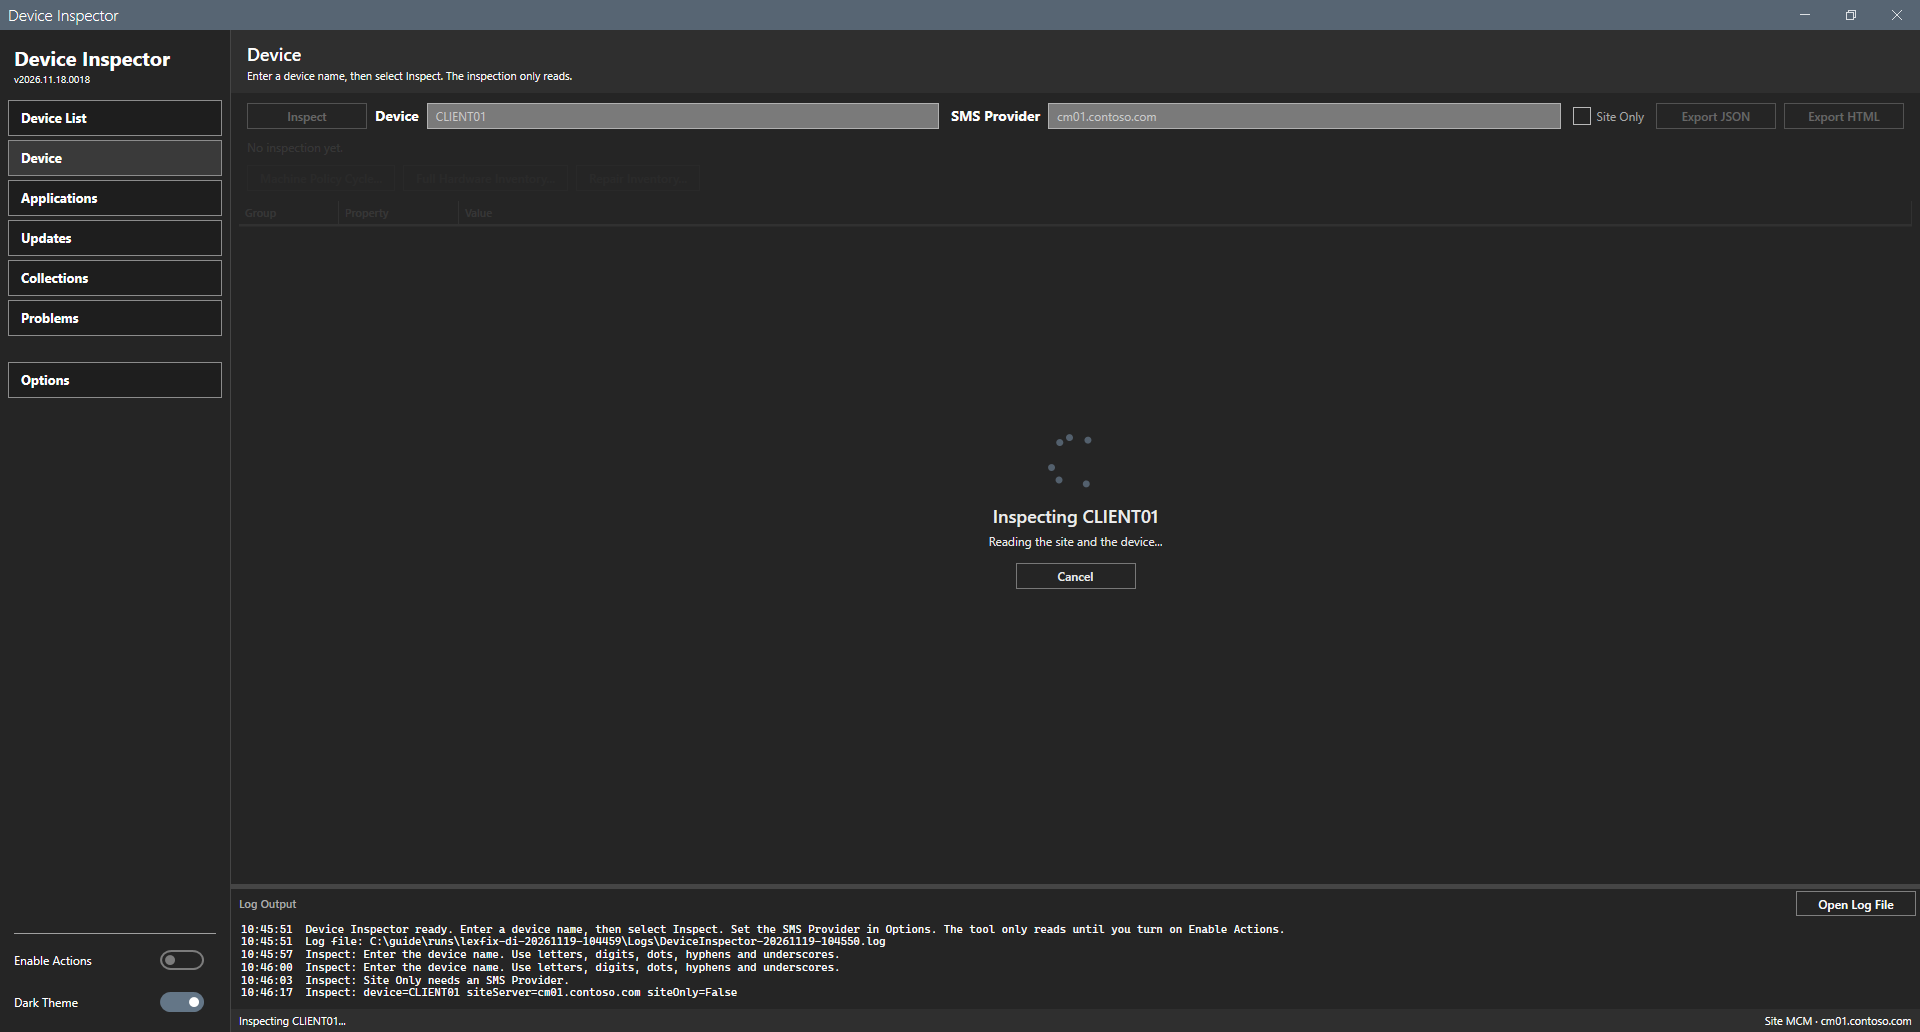 Device Inspector
Device Inspector
v2026.11.18.0018
Device List
Device
Applications
Updates
Collections
Problems
Options
Enable Actions
Dark Theme
Device
Enter a device name, then select Inspect. The inspection only reads.
Inspect Device CLIENT01 SMS Provider cm01.contoso.com Site Only Export JSON Export HTML
No inspection yet.
Machine Policy Cycle... Full Hardware Inventory... Repair Inventory...
Group Property Value
Inspecting CLIENT01
Reading the site and the device...
Cancel
Log Output
Open Log File
10:45:51 Device Inspector ready. Enter a device name, then select Inspect. Set the SMS Provider in Options. The tool only reads until you turn on Enable Actions.
10:45:51 Log file: C:\guide\runs\lexfix-di-20261119-104459\Logs\DeviceInspector-20261119-104550.log
10:45:57 Inspect: Enter the device name. Use letters, digits, dots, hyphens and underscores.
10:46:00 Inspect: Enter the device name. Use letters, digits, dots, hyphens and underscores.
10:46:03 Inspect: Site Only needs an SMS Provider.
10:46:17 Inspect: device=CLIENT01 siteServer=cm01.contoso.com siteOnly=False
Inspecting CLIENT01...
Site MCM · cm01.contoso.com